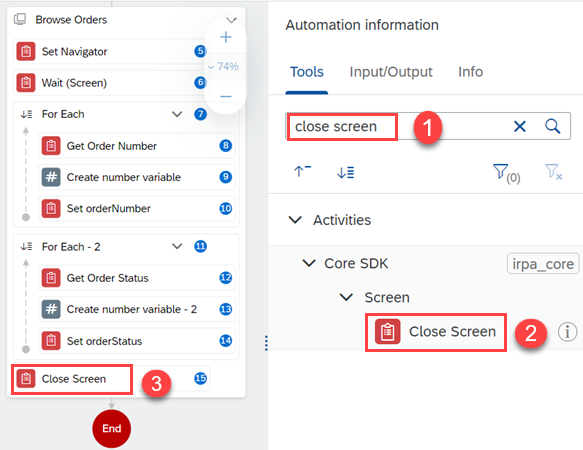 Browse Orders
Set Navigator 5
Wait (Screen) 6
74%
For Each 7
Get Order Number 8
Create number variable 9
Set orderNumber 10
For Each - 2 11
Get Order Status 12
Create number variable - 2 13
Set orderStatus 14
Close Screen 3 15
End
Automation information
Tools Input/Output Info
close screen 1
(0)
Activities
Core SDK irpa_core
Screen
Close Screen 2